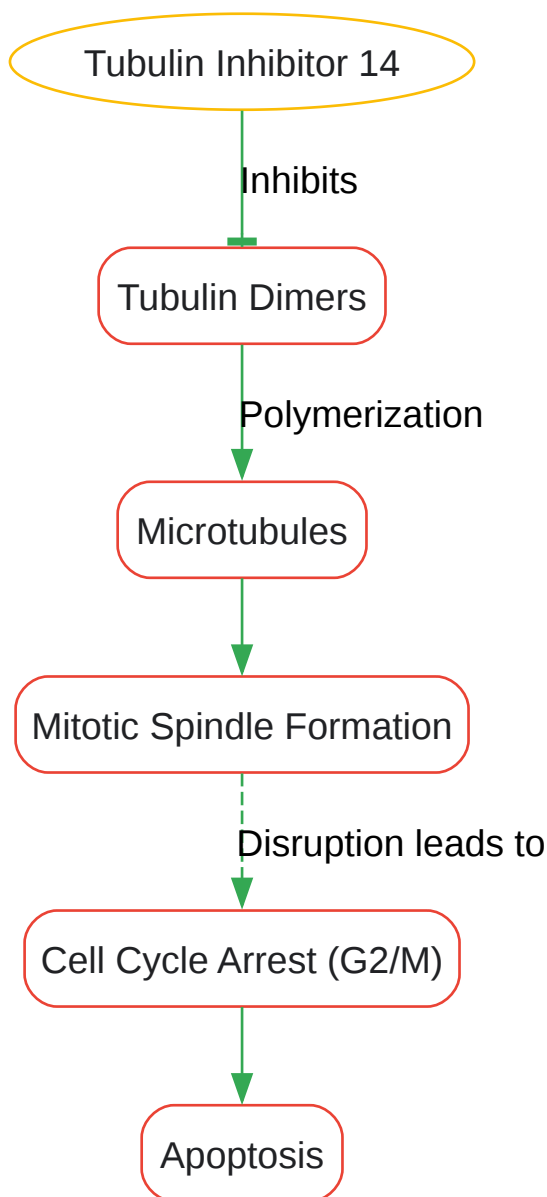 Tubulin Inhibitor 14
Inhibits
Tubulin Dimers
Polymerization
Microtubules
Mitotic Spindle Formation
Disruption leads to
Cell Cycle Arrest (G2/M)
Apoptosis